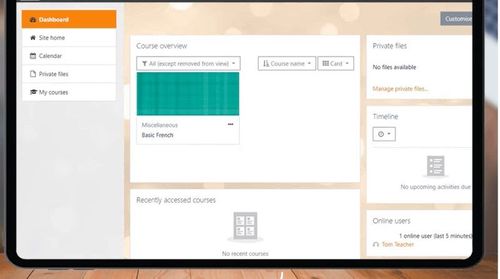 Dashboard
Site home
Calendar
Private files
My courses
Customise
Course overview
All (except removed from view)
Course name
Card
Miscellaneous
Basic French
Recently accessed courses
No recent courses
Private files
No files available
Manage private files...
Timeline
No upcoming activities due
Online users
1 online user (last 5 minutes)
Tom Teacher